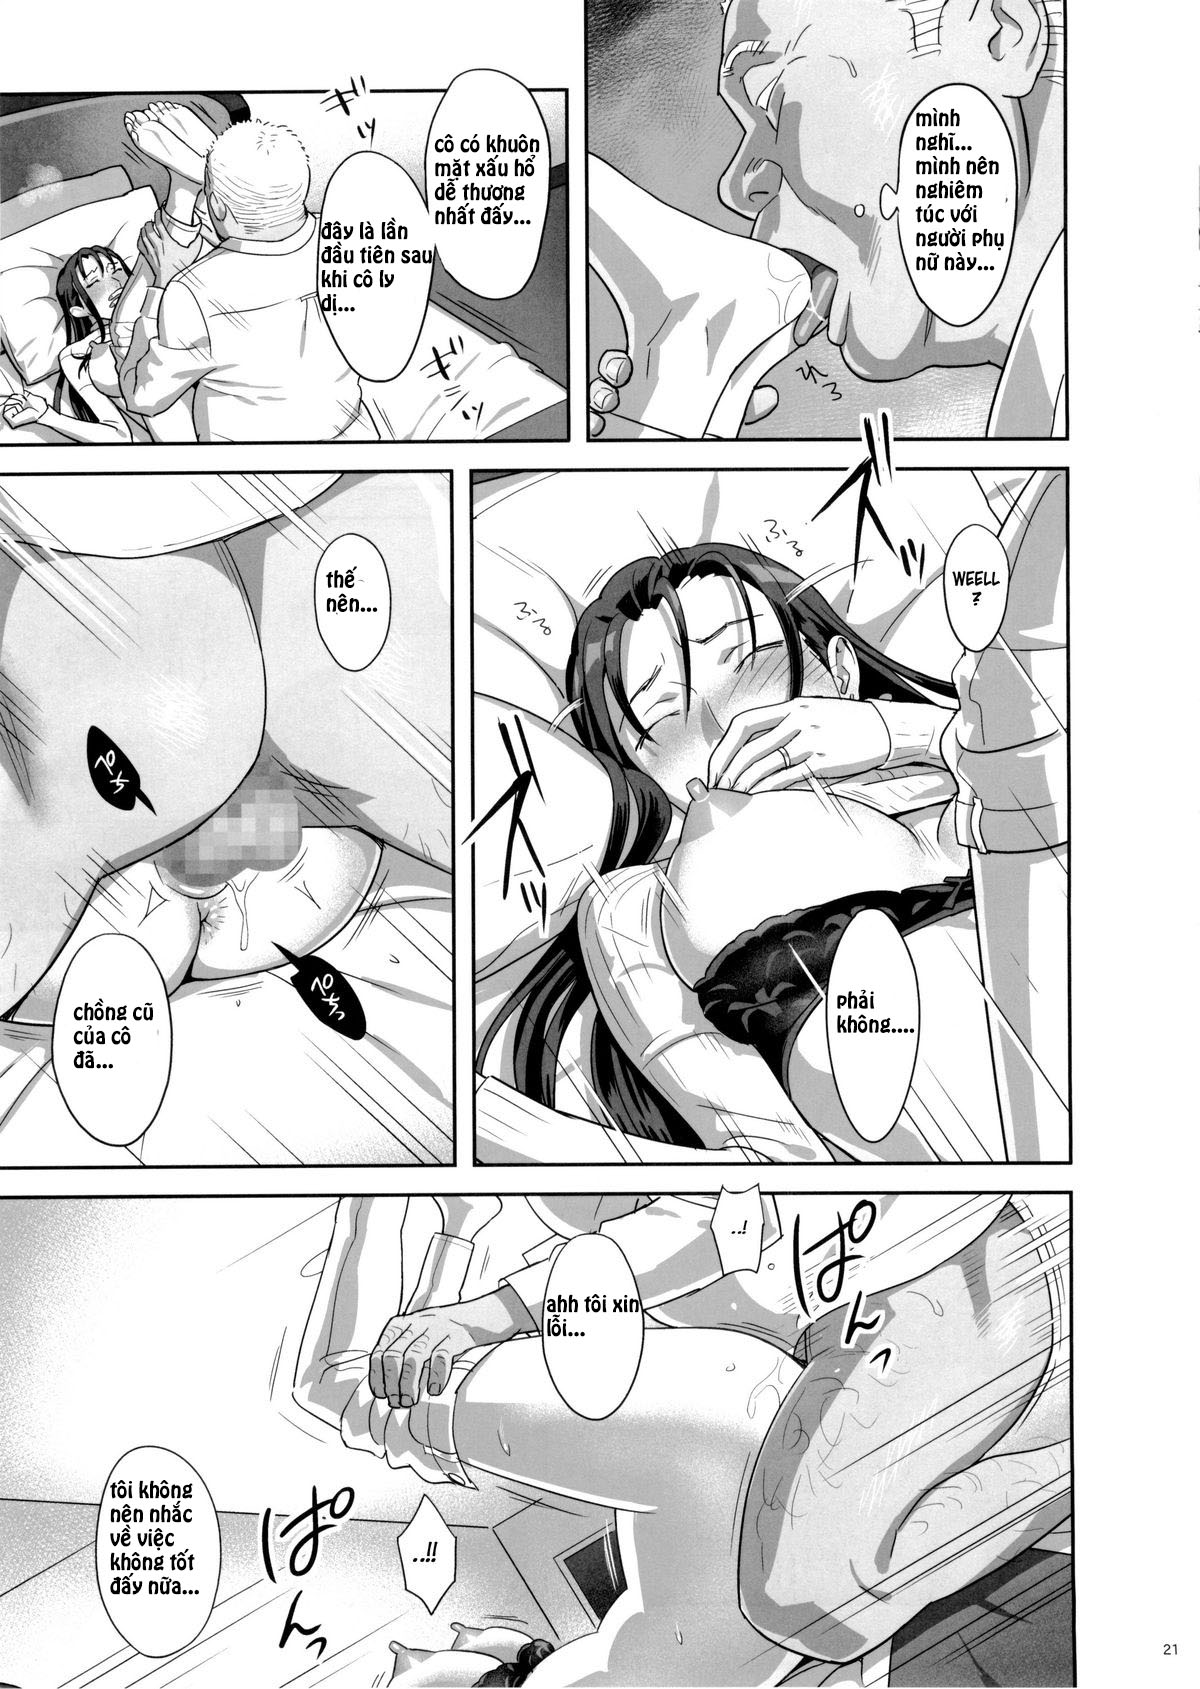 mình
nghĩ...
mình nên
nghiêm
túc với
người phụ
nữ này...
cô có khuôn
mặt xấu hổ
dễ thương
nhất đấy...
đây là lần
đầu tiên sau
khi cô ly
dị...
WEELL
?
phải
không....
thế
nên...
chồng cũ
của cô
đã...
..!
ぱんっ
ahh tôi xin
lỗi...
..!!
ぱんっ
tôi không
nên nhắc
về việc
không tốt
đấy nữa...
21